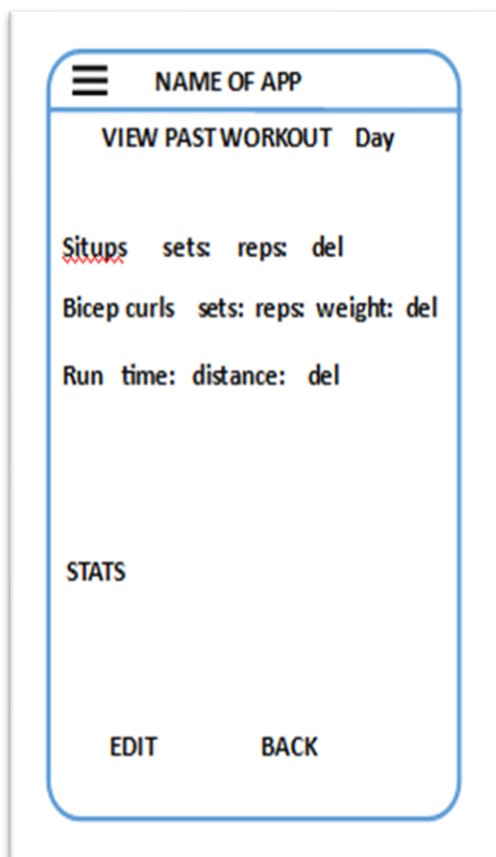 NAME OF APP
VIEW PAST WORKOUT Day
Situps sets: reps: del
Bicep curls sets: reps: weight: del
Run time: distance: del
STATS
EDIT BACK